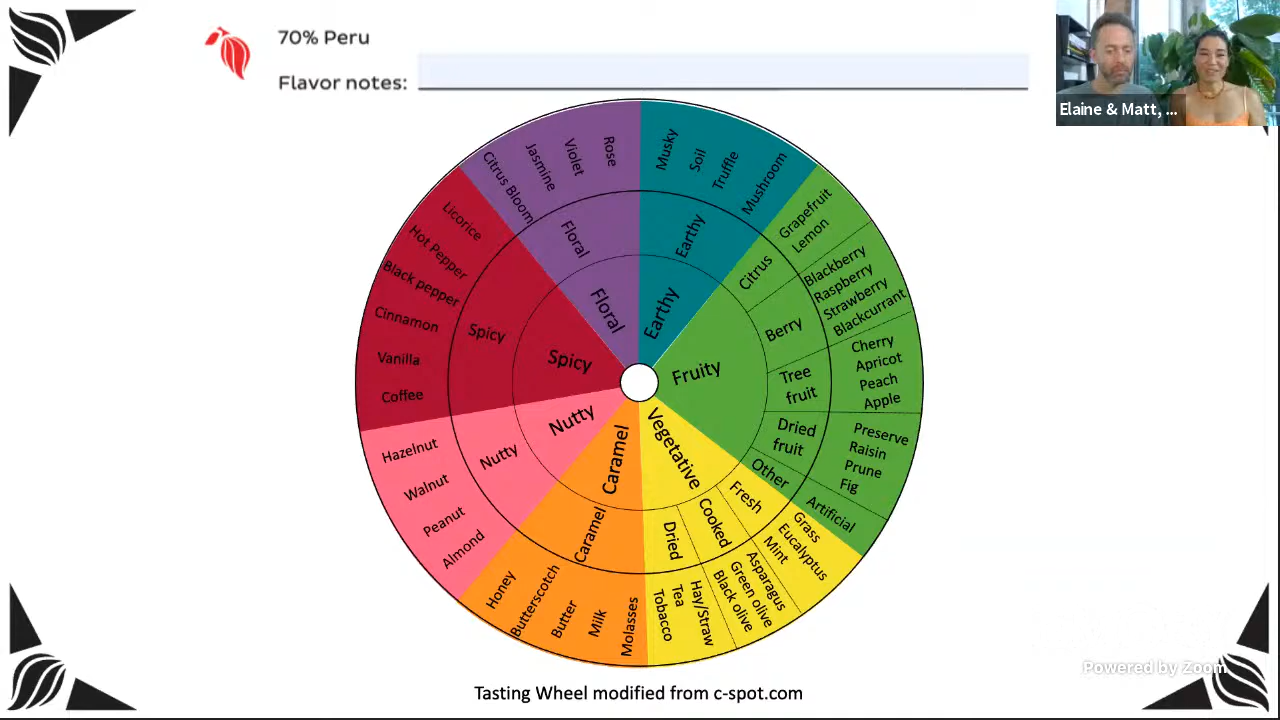 70% Peru
Flavor notes:
Elaine & Matt, ...
Musky
Soil
Truffle
Mushroom
Earthy
Earthy
Grapefruit
Lemon
Citrus
Blackberry
Raspberry
Strawberry
Blackcurrant
Berry
Cherry
Apricot
Peach
Apple
Tree
fruit
Preserve
Raisin
Prune
Fig
Dried
fruit
Artificial
Other
Fruity
Grass
Eucalyptus
Mint
Fresh
Asparagus
Green olive
Black olive
Cooked
Hay/Straw
Tea
Tobacco
Dried
Vegetative
Molasses
Milk
Butter
Butterscotch
Honey
Caramel
Caramel
Almond
Peanut
Walnut
Hazelnut
Nutty
Nutty
Coffee
Vanilla
Cinnamon
Black pepper
Hot Pepper
Licorice
Spicy
Spicy
Citrus Bloom
Jasmine
Violet
Rose
Floral
Floral
Powered by Zoom
Tasting Wheel modified from c-spot.com